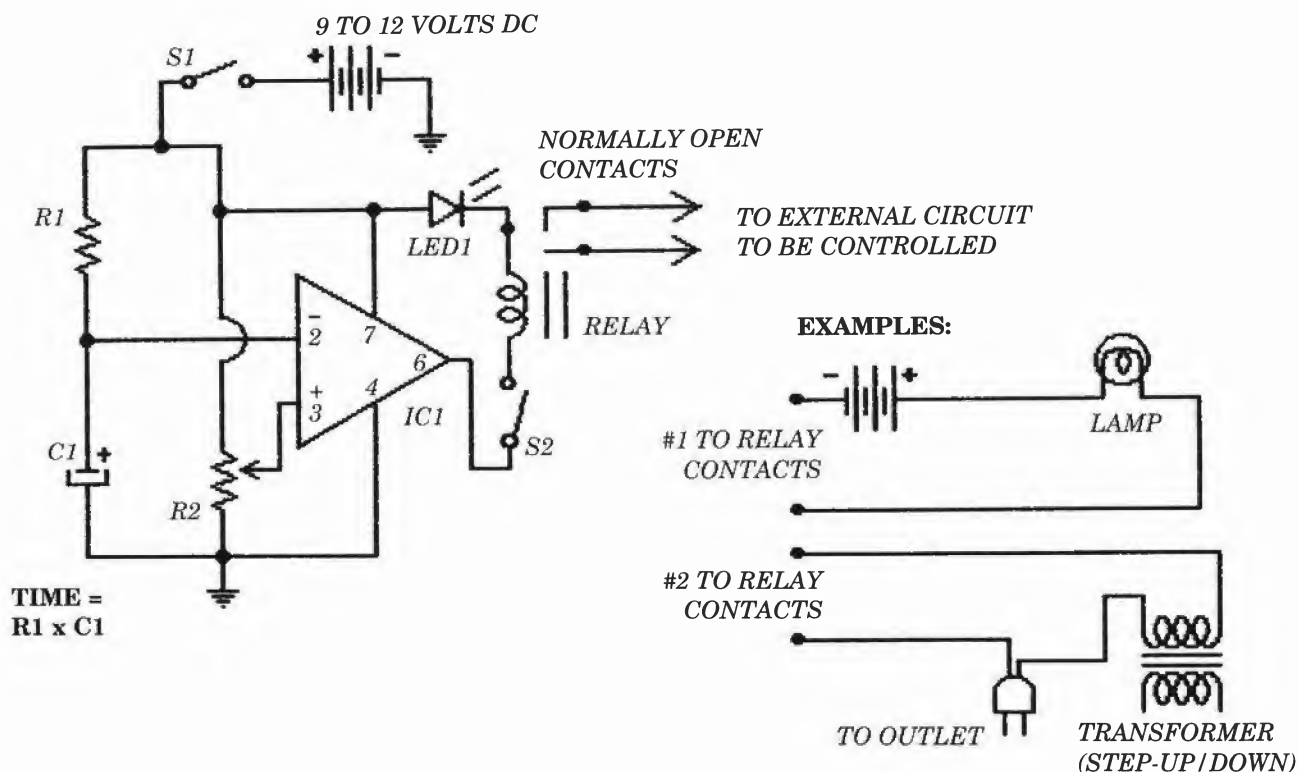 9 TO 12 VOLTS DC
S1
+ -
NORMALLY OPEN
CONTACTS
R1
LED1
TO EXTERNAL CIRCUIT
TO BE CONTROLLED
-
2
7
6
+
3
4
IC1
RELAY
S2
C1
+
R2
TIME =
R1 x C1
EXAMPLES:
- +
LAMP
#1 TO RELAY
CONTACTS
#2 TO RELAY
CONTACTS
TO OUTLET
TRANSFORMER
(STEP-UP/DOWN)